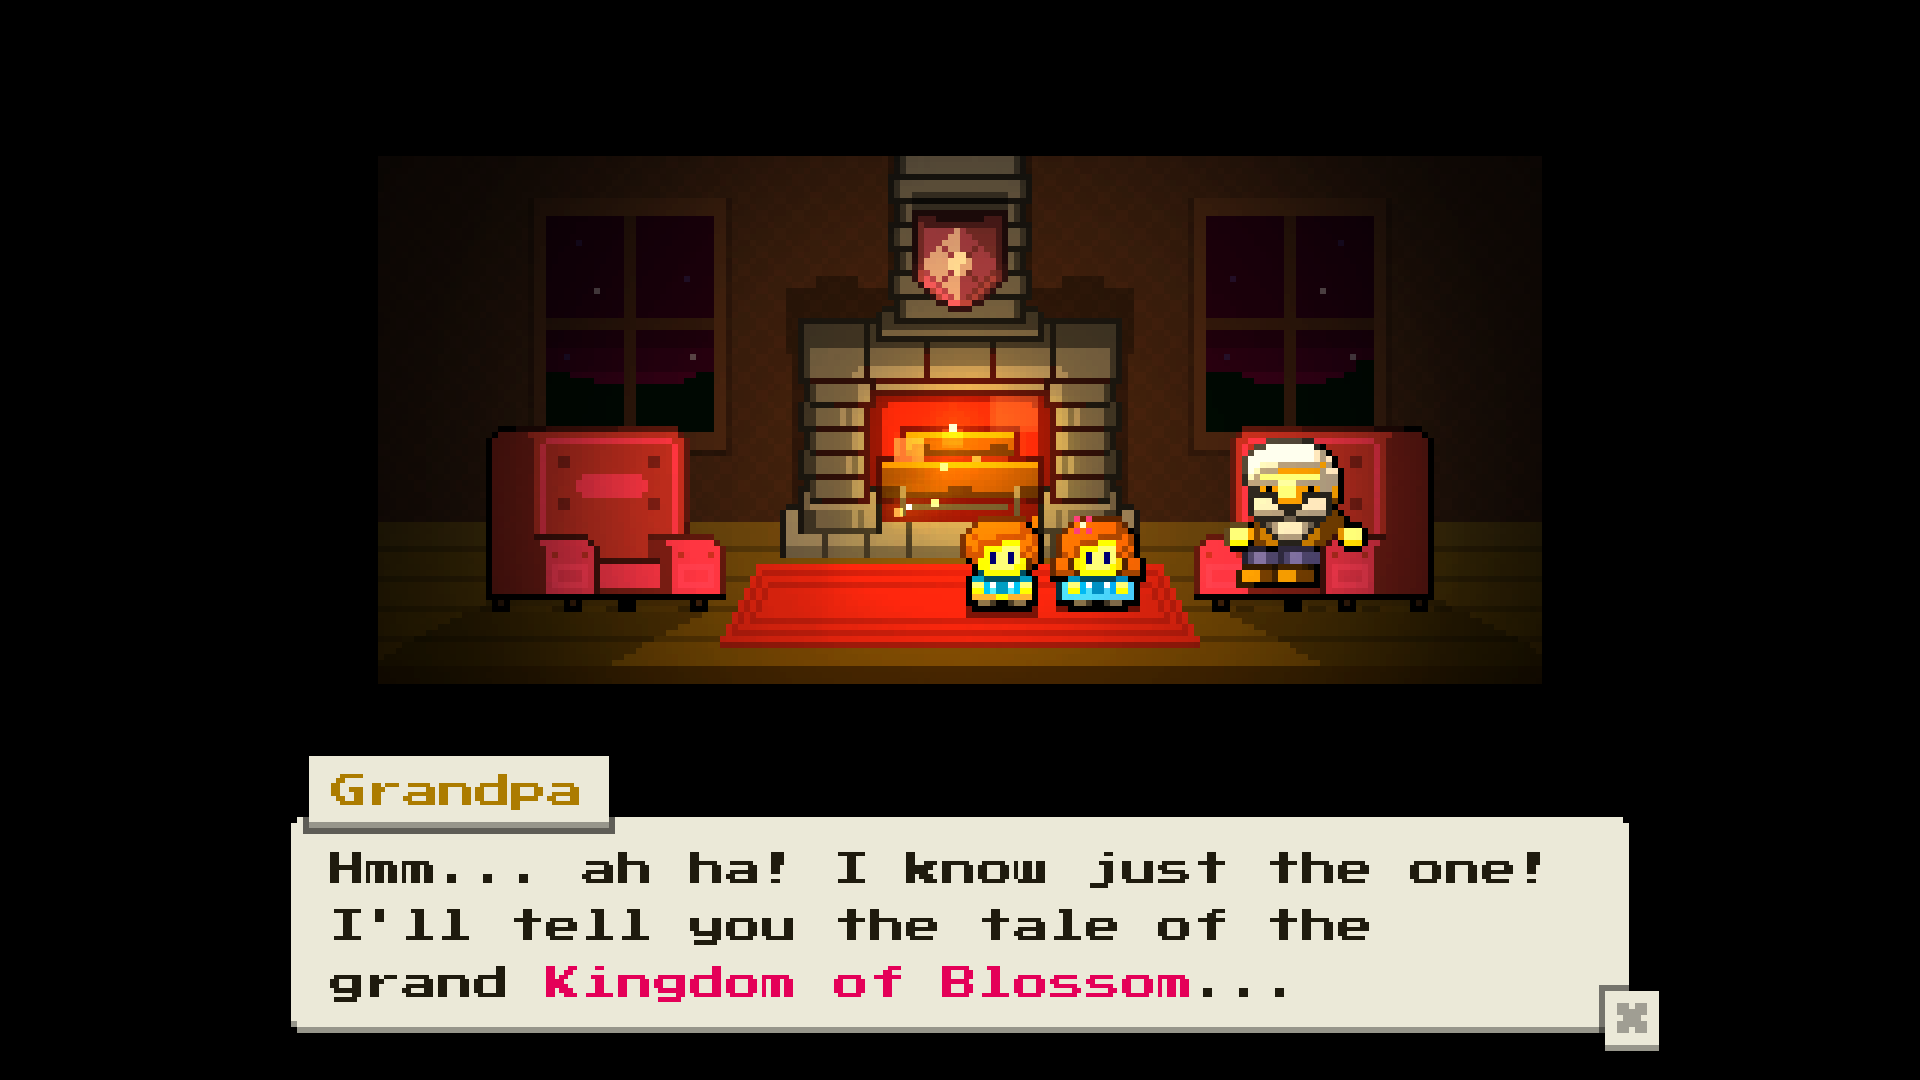 Grandpa
Hmm... ah ha! I know just the one!
I'll tell you the tale of the
grand Kingdom of Blossom...